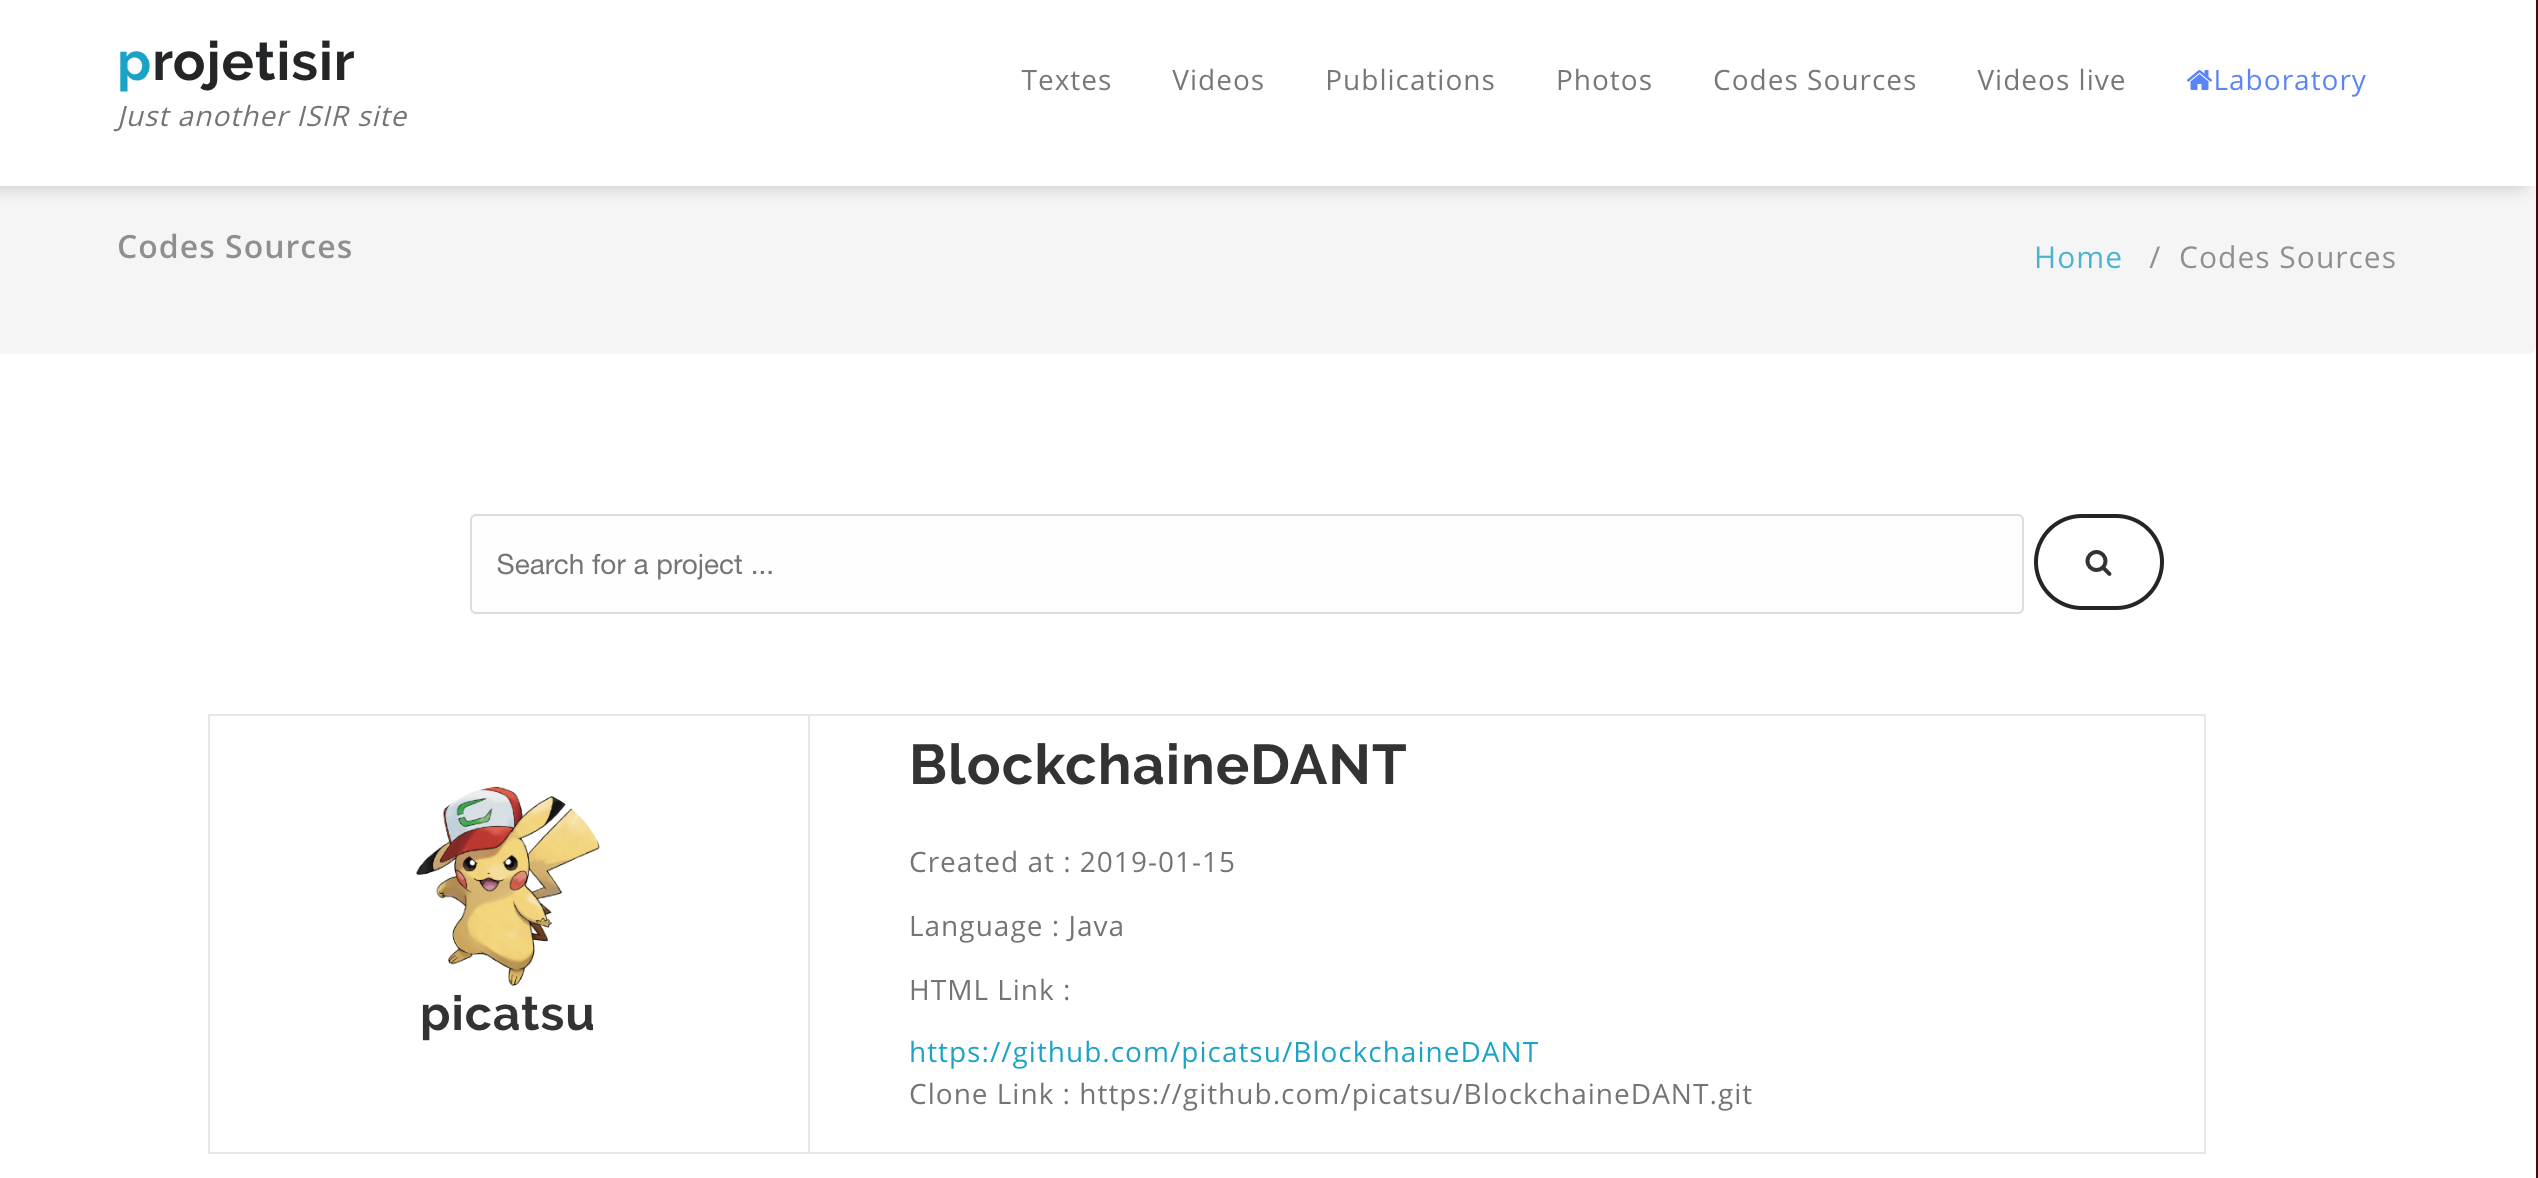 projetisir
Just another ISIR site
Textes Videos Publications Photos Codes Sources Videos live Laboratory
Codes Sources
Home / Codes Sources
Search for a project ...
picatsu
BlockchaineDANT
Created at : 2019-01-15
Language : Java
HTML Link :
https://github.com/picatsu/BlockchaineDANT
Clone Link : https://github.com/picatsu/BlockchaineDANT.git